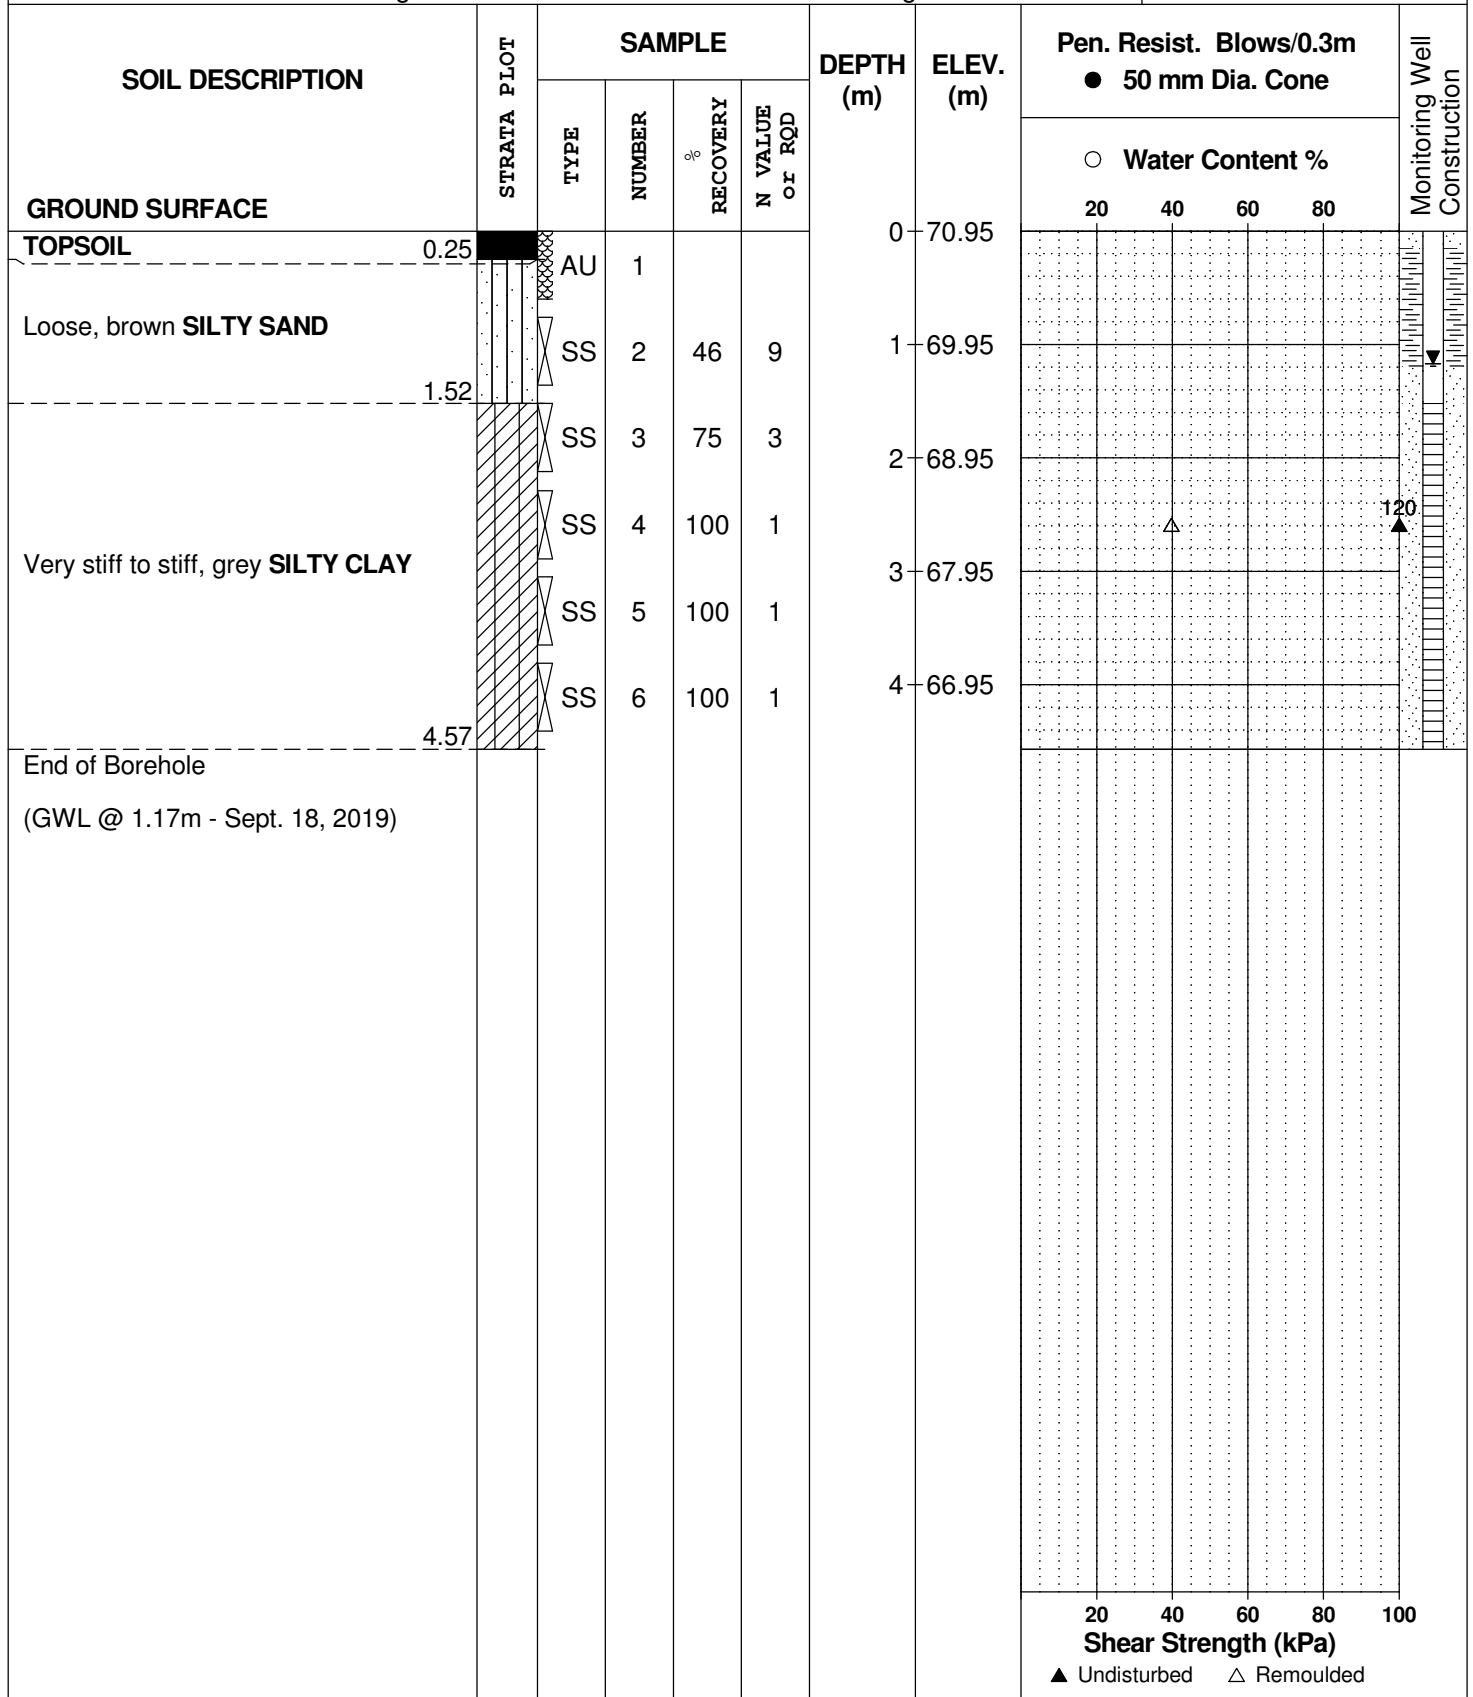 SOIL DESCRIPTION
GROUND SURFACE
STRATA PLOT
SAMPLE
TYPE
NUMBER
%
RECOVERY
N VALUE
or RQD
DEPTH
(m)
ELEV.
(m)
Pen. Resist. Blows/0.3m
● 50 mm Dia. Cone
○ Water Content %
20 40 60 80
Monitoring Well
Construction
TOPSOIL 0.25
AU 1
0 70.95
Loose, brown SILTY SAND
SS 2 46 9
1 69.95
1.52
SS 3 75 3
2 68.95
120
SS 4 100 1
Very stiff to stiff, grey SILTY CLAY
3 67.95
SS 5 100 1
SS 6 100 1
4 66.95
4.57
End of Borehole
(GWL @ 1.17m - Sept. 18, 2019)
20 40 60 80 100
Shear Strength (kPa)
▲ Undisturbed △ Remoulded